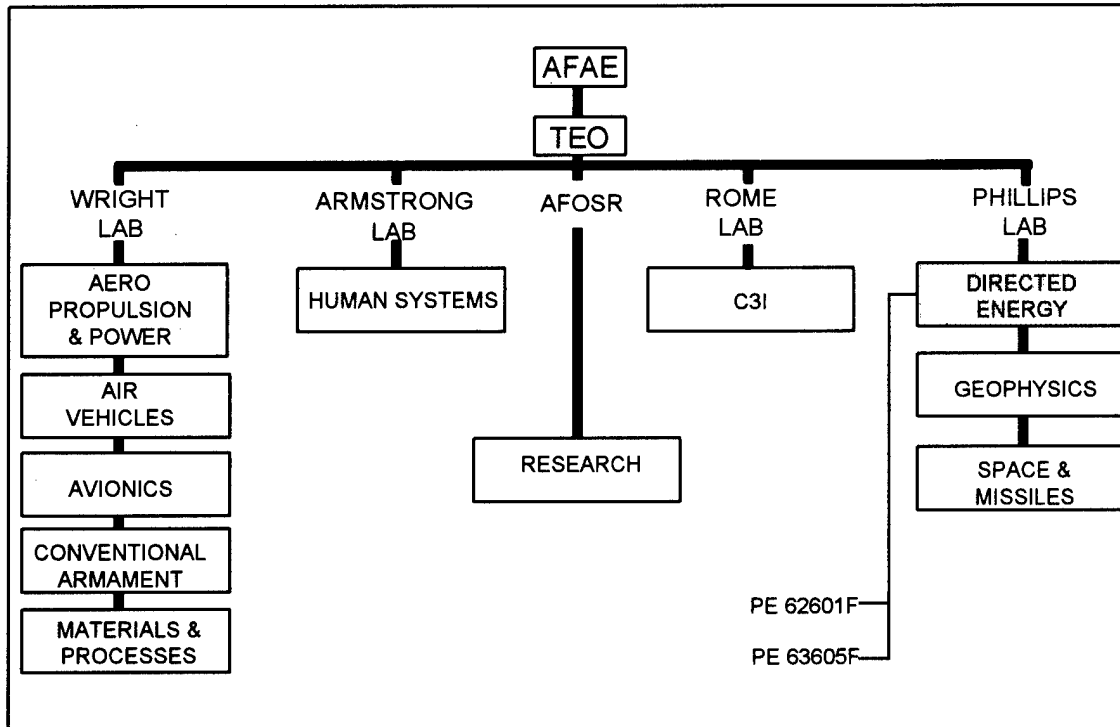 AFAE
TEO
WRIGHT
LAB
AERO
PROPULSION
& POWER
AIR
VEHICLES
AVIONICS
CONVENTIONAL
ARMAMENT
MATERIALS &
PROCESSES
ARMSTRONG
LAB
HUMAN SYSTEMS
AFOSR
RESEARCH
ROME
LAB
C3I
PHILLIPS
LAB
DIRECTED
ENERGY
GEOPHYSICS
SPACE &
MISSILES
PE 62601F
PE 63605F